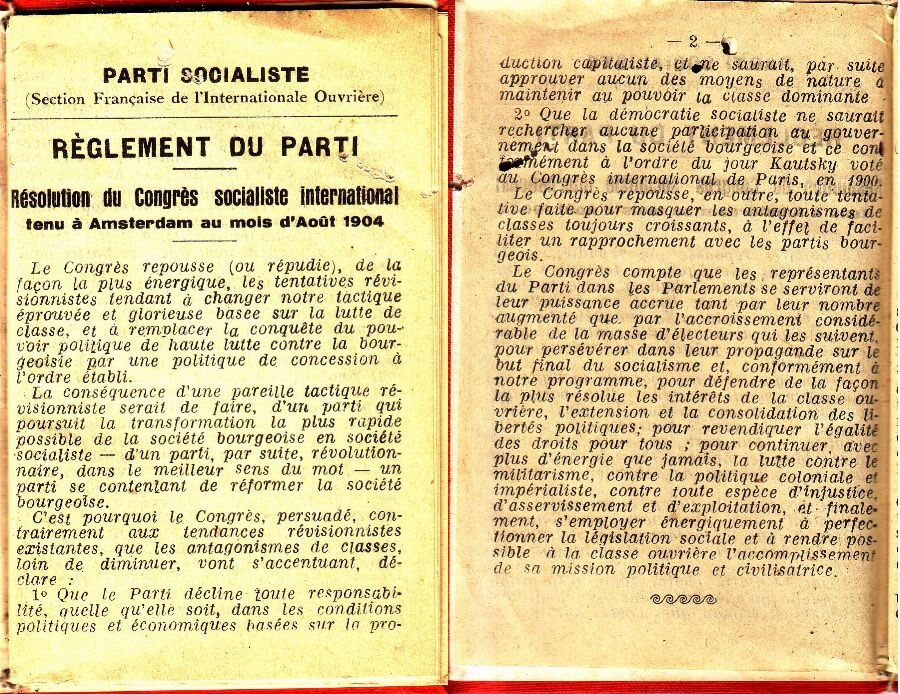 PARTI SOCIALISTE
(Section Française de l'Internationale Ouvrière)
RÈGLEMENT DU PARTI
Résolution du Congrès socialiste international
tenu à Amsterdam au mois d'Août 1904
Le Congrès repousse (ou répudie), de la
façon la plus énergique, les tentatives révi-
sionnistes tendant à changer notre tactique
éprouvée et glorieuse basée sur la lutte de
classe, et à remplacer la conquête du pou-
voir politique de haute lutte contre la bour-
geoisie par une politique de concession à
l'ordre établi.
La conséquence d'une pareille tactique ré-
visionniste serait de faire, d'un parti qui
poursuit la transformation la plus rapide
possible de la société bourgeoise en société
socialiste — d'un parti, par suite, révolution-
naire, dans le meilleur sens du mot — un
parti se contentant de réformer la société
bourgeoise.
C'est pourquoi le Congrès, persuadé, con-
trairement aux tendances révisionnistes
existantes, que les antagonismes de classes,
loin de diminuer, vont s'accentuant, dé-
clare :
1° Que le Parti décline toute responsabi-
lité, quelle qu'elle soit, dans les conditions
politiques et économiques basées sur la pro-
— 2 —
duction capitaliste, et ne saurait, par suite
approuver aucun des moyens de nature à
maintenir au pouvoir la classe dominante
2° Que la démocratie socialiste ne saurait
rechercher aucune participation au gouver-
nement dans la société bourgeoise et ce con
formément à l'ordre du jour Kautsky voté
au Congrès international de Paris, en 1900.
Le Congrès repousse, en outre, toute tenta-
tive faite pour masquer les antagonismes de
classes toujours croissants, à l'effet de faci-
liter un rapprochement avec les partis bour-
geois.
Le Congrès compte que les représentants
du Parti dans les Parlements se serviront de
leur puissance accrue tant par leur nombre
augmenté que par l'accroissement considé-
rable de la masse d'électeurs qui les suivent,
pour persévérer dans leur propagande sur le
but final du socialisme et, conformément à
notre programme, pour défendre de la façon
la plus résolue les intérêts de la classe ou-
vrière, l'extension et la consolidation des li-
bertés politiques; pour revendiquer l'égalité
des droits pour tous ; pour continuer, avec
plus d'énergie que jamais, la lutte contre le
militarisme, contre la politique coloniale et
impérialiste, contre toute espèce d'injustice,
d'asservissement et d'exploitation, et finale-
ment, s'employer énergiquement à perfec-
tionner la législation sociale et à rendre pos-
sible à la classe ouvrière l'accomplissement
de sa mission politique et civilisatrice.